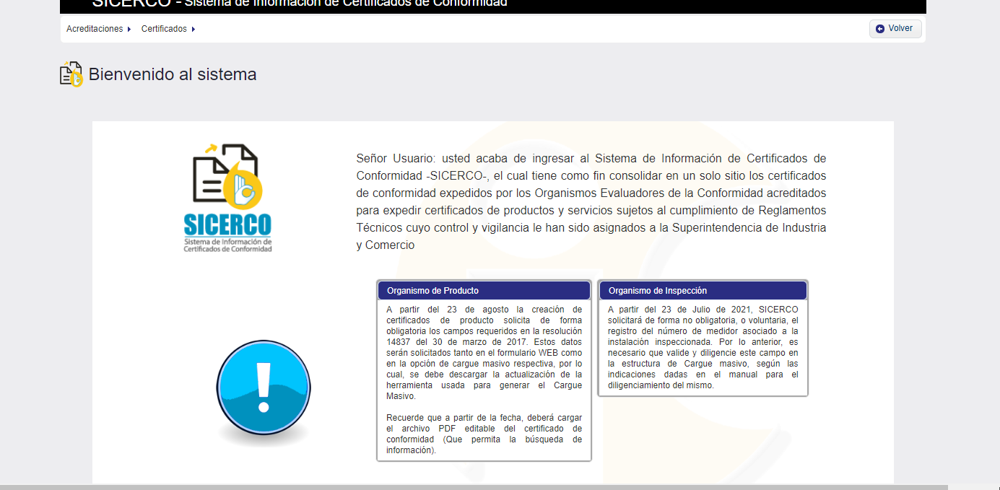 SICERCO - Sistema de Información de Certificados de Conformidad
Acreditaciones
Certificados
Volver
Bienvenido al sistema
SICERCO
Sistema de Información de
Certificados de Conformidad
Señor Usuario: usted acaba de ingresar al Sistema de Información de Certificados de
Conformidad -SICERCO-, el cual tiene como fin consolidar en un solo sitio los certificados
de conformidad expedidos por los Organismos Evaluadores de la Conformidad acreditados
para expedir certificados de productos y servicios sujetos al cumplimiento de Reglamentos
Técnicos cuyo control y vigilancia le han sido asignados a la Superintendencia de Industria
y Comercio
Organismo de Producto
A partir del 23 de agosto la creación de
certificados de producto solicita de forma
obligatoria los campos requeridos en la resolución
14837 del 30 de marzo de 2017. Estos datos
serán solicitados tanto en el formulario WEB como
en la opción de cargue masivo respectiva, por lo
cual, se debe descargar la actualización de la
herramienta usada para generar el Cargue
Masivo.
Recuerde que a partir de la fecha, deberá cargar
el archivo PDF editable del certificado de
conformidad (Que permita la búsqueda de
información).
Organismo de Inspección
A partir del 23 de Julio de 2021, SICERCO
solicitará de forma no obligatoria, o voluntaria, el
registro del número de medidor asociado a la
instalación inspeccionada. Por lo anterior, es
necesario que valide y diligencie este campo en
la estructura de Cargue masivo, según las
indicaciones dadas en el manual para el
diligenciamiento del mismo.